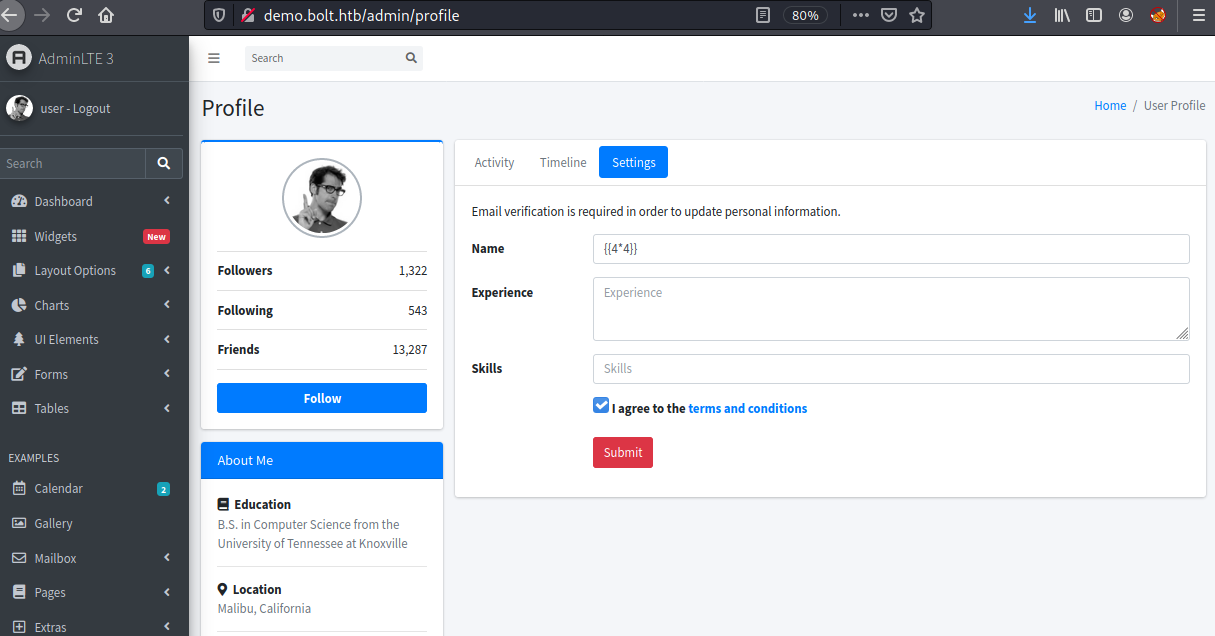 demo.bolt.htb/admin/profile
80%
AdminLTE 3
Search
Profile
Home / User Profile
user - Logout
Search
Dashboard
Widgets New
Layout Options 6
Charts
UI Elements
Forms
Tables
EXAMPLES
Calendar 2
Gallery
Mailbox
Pages
Extras
Followers 1,322
Following 543
Friends 13,287
Follow
About Me
Education
B.S. in Computer Science from the
University of Tennessee at Knoxville
Location
Malibu, California
Activity Timeline Settings
Email verification is required in order to update personal information.
Name {{4*4}}
Experience Experience
Skills Skills
I agree to the terms and conditions
Submit